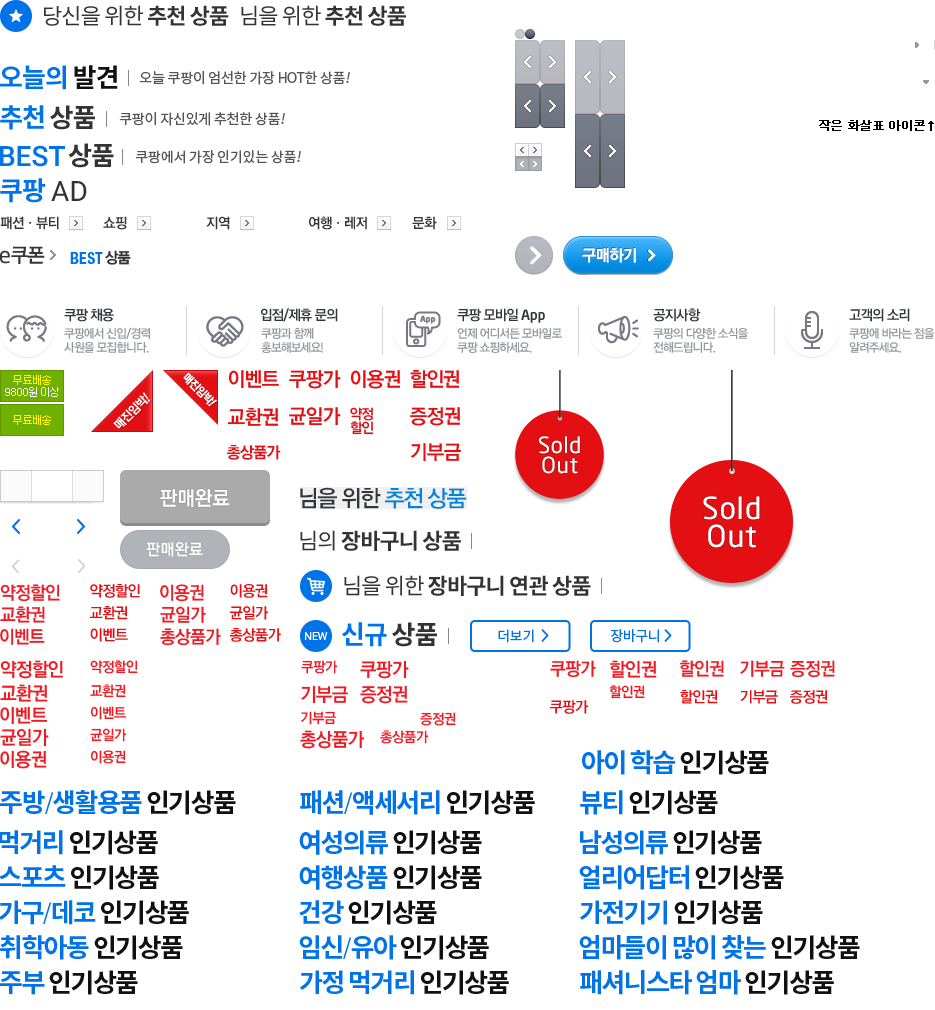 당신을 위한 추천 상품 님을 위한 추천 상품
오늘의 발견 오늘 쿠팡이 엄선한 가장 HOT한 상품!
추천 상품 쿠팡이 자신있게 추천한 상품!
작은 화살표 아이콘↑
BEST 상품 쿠팡에서 가장 인기있는 상품!
쿠팡 AD
패션 · 뷰티 쇼핑 지역 여행 · 레저 문화
e쿠폰 BEST 상품 구매하기
쿠팡 채용 입점/제휴 문의 쿠팡 모바일 App 공지사항 고객의 소리
쿠팡에서 신입/경력 쿠팡과 함께 App 언제 어디서든 모바일로 쿠팡의 다양한 소식을 쿠팡에 바라는 점을
사원을 모집합니다. 홍보해보세요! 쿠팡 쇼핑하세요. 전해드립니다. 알려주세요.
무료배송
9800원 이상
무료배송
매진임박!
매진임박!
이벤트 쿠팡가 이용권 할인권
교환권 균일가 약정 증정권
할인
총상품가 기부금
Sold
Out
Sold
Out
판매완료
판매완료
님을 위한 추천 상품
님의 장바구니 상품
님을 위한 장바구니 연관 상품
NEW 신규 상품 더보기 장바구니
약정할인 약정할인 이용권 이용권
교환권 교환권 균일가 균일가
이벤트 이벤트 총상품가 총상품가
약정할인 약정할인
교환권 교환권
이벤트 이벤트
균일가 균일가
이용권 이용권
쿠팡가 쿠팡가
기부금 증정권
기부금 증정권
총상품가 총상품가
쿠팡가 할인권 할인권 기부금 증정권
할인권 할인권 기부금 증정권
쿠팡가
아이 학습 인기상품
주방/생활용품 인기상품 패션/액세서리 인기상품 뷰티 인기상품
먹거리 인기상품 여성의류 인기상품 남성의류 인기상품
스포츠 인기상품 여행상품 인기상품 얼리어답터 인기상품
가구/데코 인기상품 건강 인기상품 가전기기 인기상품
취학아동 인기상품 임신/유아 인기상품 엄마들이 많이 찾는 인기상품
주부 인기상품 가정 먹거리 인기상품 패셔니스타 엄마 인기상품